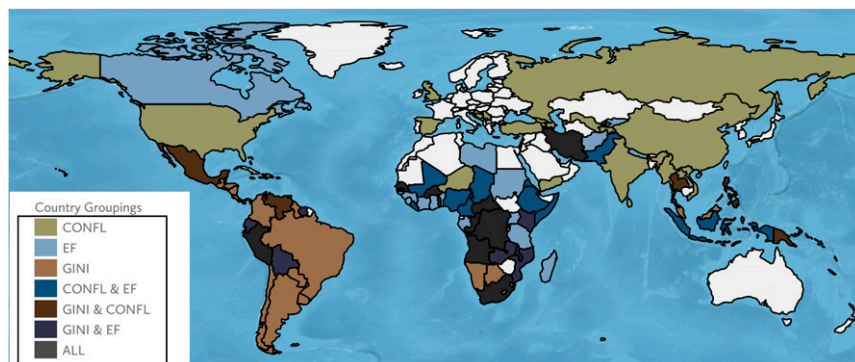 Country Groupings
CONFL
EF
GINI
CONFL & EF
GINI & CONFL
GINI & EF
ALL